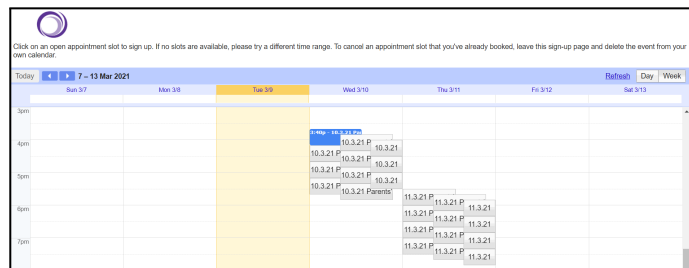 Click on an open appointment slot to sign up. If no slots are available, please try a different time range. To cancel an appointment slot that you've already booked, leave this sign-up page and delete the event from your
own calendar.
Today 7 – 13 Mar 2021 Refresh Day Week
Sun 3/7 Mon 3/8 Tue 3/9 Wed 3/10 Thu 3/11 Fri 3/12 Sat 3/13
3pm
3:40p - 10.3.21 Pa
10.3.21 P
4pm
10.3.21
10.3.21 P
10.3.21 P
10.3.21
10.3.21 P
10.3.21 P
5pm
10.3.21
10.3.21 P
10.3.21 Parents'
11.3.21 P
11.3.21 P
6pm
11.3.21
11.3.21 P
11.3.21 P
11.3.21
11.3.21 P
11.3.21 P
7pm
11.3.21
11.3.21 P
11.3.21 P
11.3.21